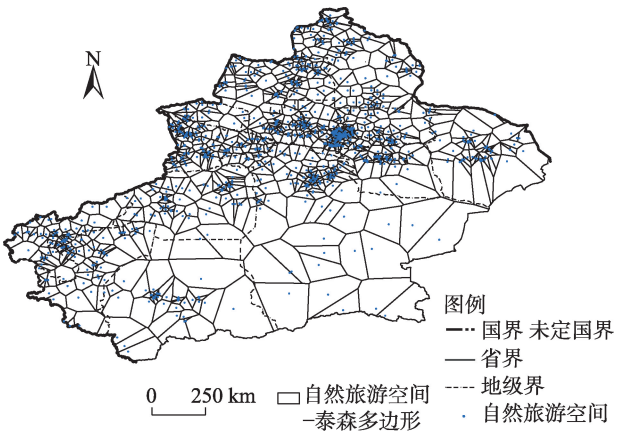 N
图例
国界 未定国界
省界
地级界
自然旅游空间
0 250 km
自然旅游空间
-泰森多边形